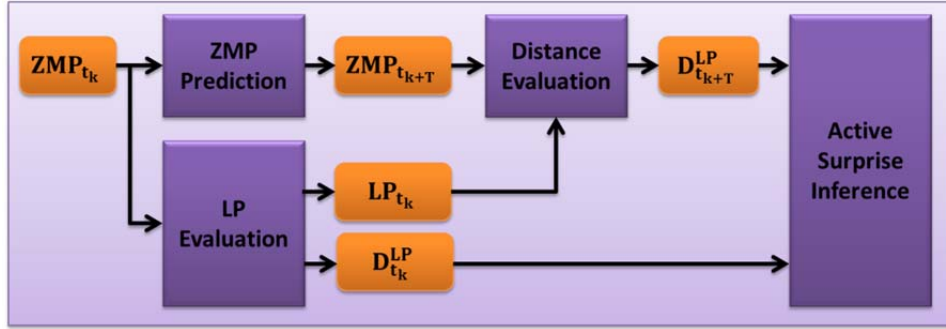 ZMP_{t_k}
ZMP
Prediction
ZMP_{t_{k+T}}
Distance
Evaluation
D^{LP}_{t_{k+T}}
Active
Surprise
Inference
LP
Evaluation
LP_{t_k}
D^{LP}_{t_k}